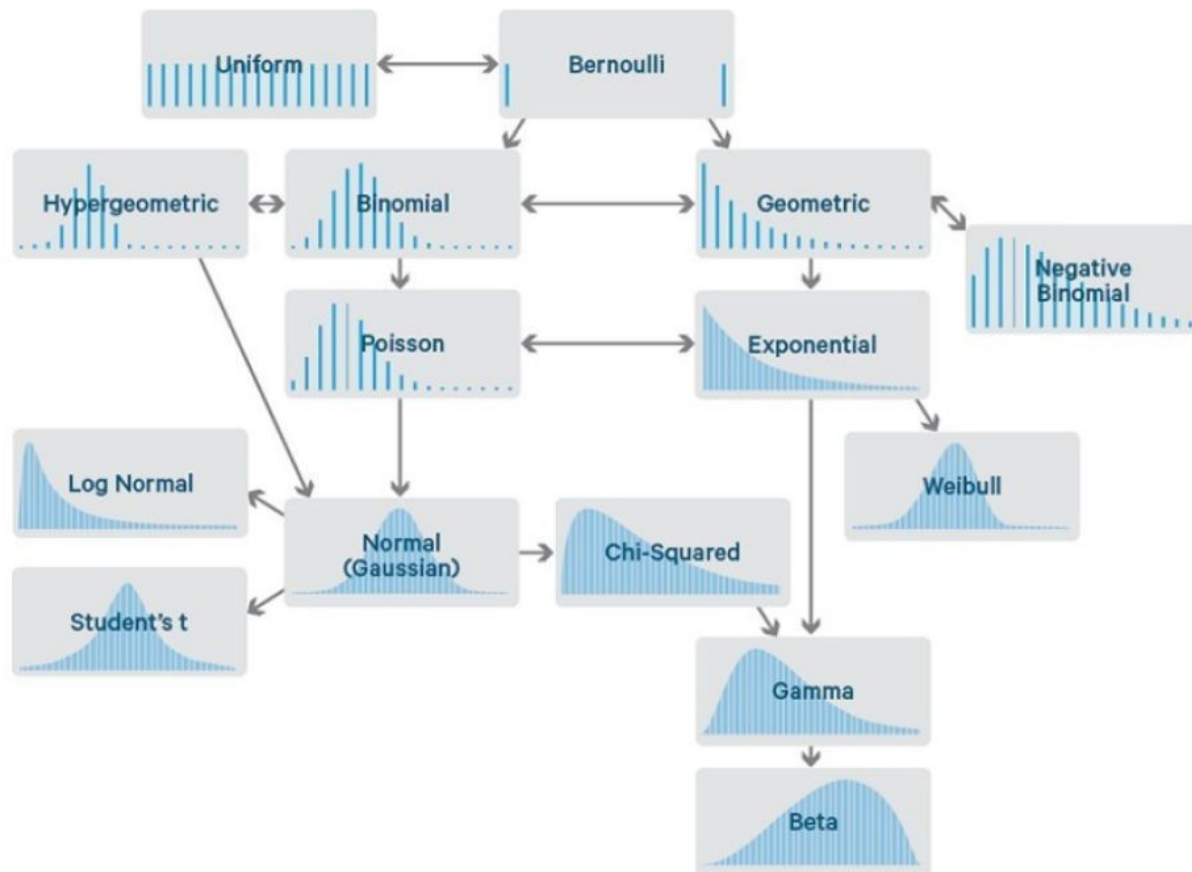 Uniform
Bernoulli
Hypergeometric
Binomial
Geometric
Negative
Binomial
Poisson
Exponential
Log Normal
Weibull
Normal
(Gaussian)
Chi-Squared
Student's t
Gamma
Beta